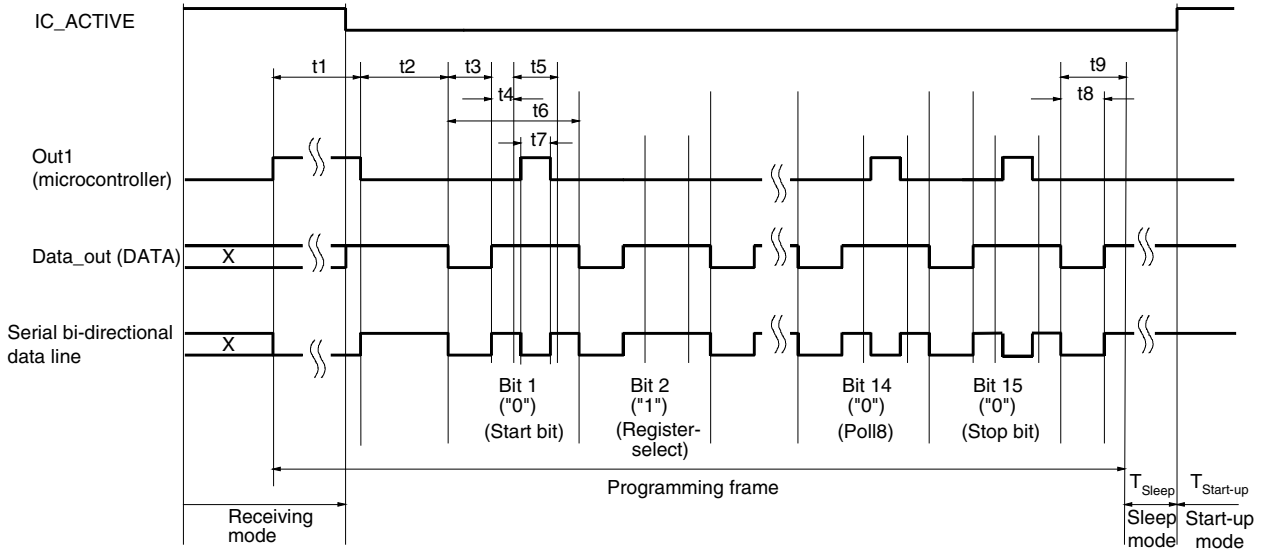 IC_ACTIVE
t1
t2
t3
t5
t9
t4
t8
t6
t7
Out1
(microcontroller)
Data_out (DATA)
X
Serial bi-directional
data line
X
Bit 1
("0")
(Start bit)
Bit 2
("1")
(Register-
select)
Bit 14
("0")
(Poll8)
Bit 15
("0")
(Stop bit)
Programming frame
TSleep
TStart-up
Receiving
mode
Sleep
mode
Start-up
mode